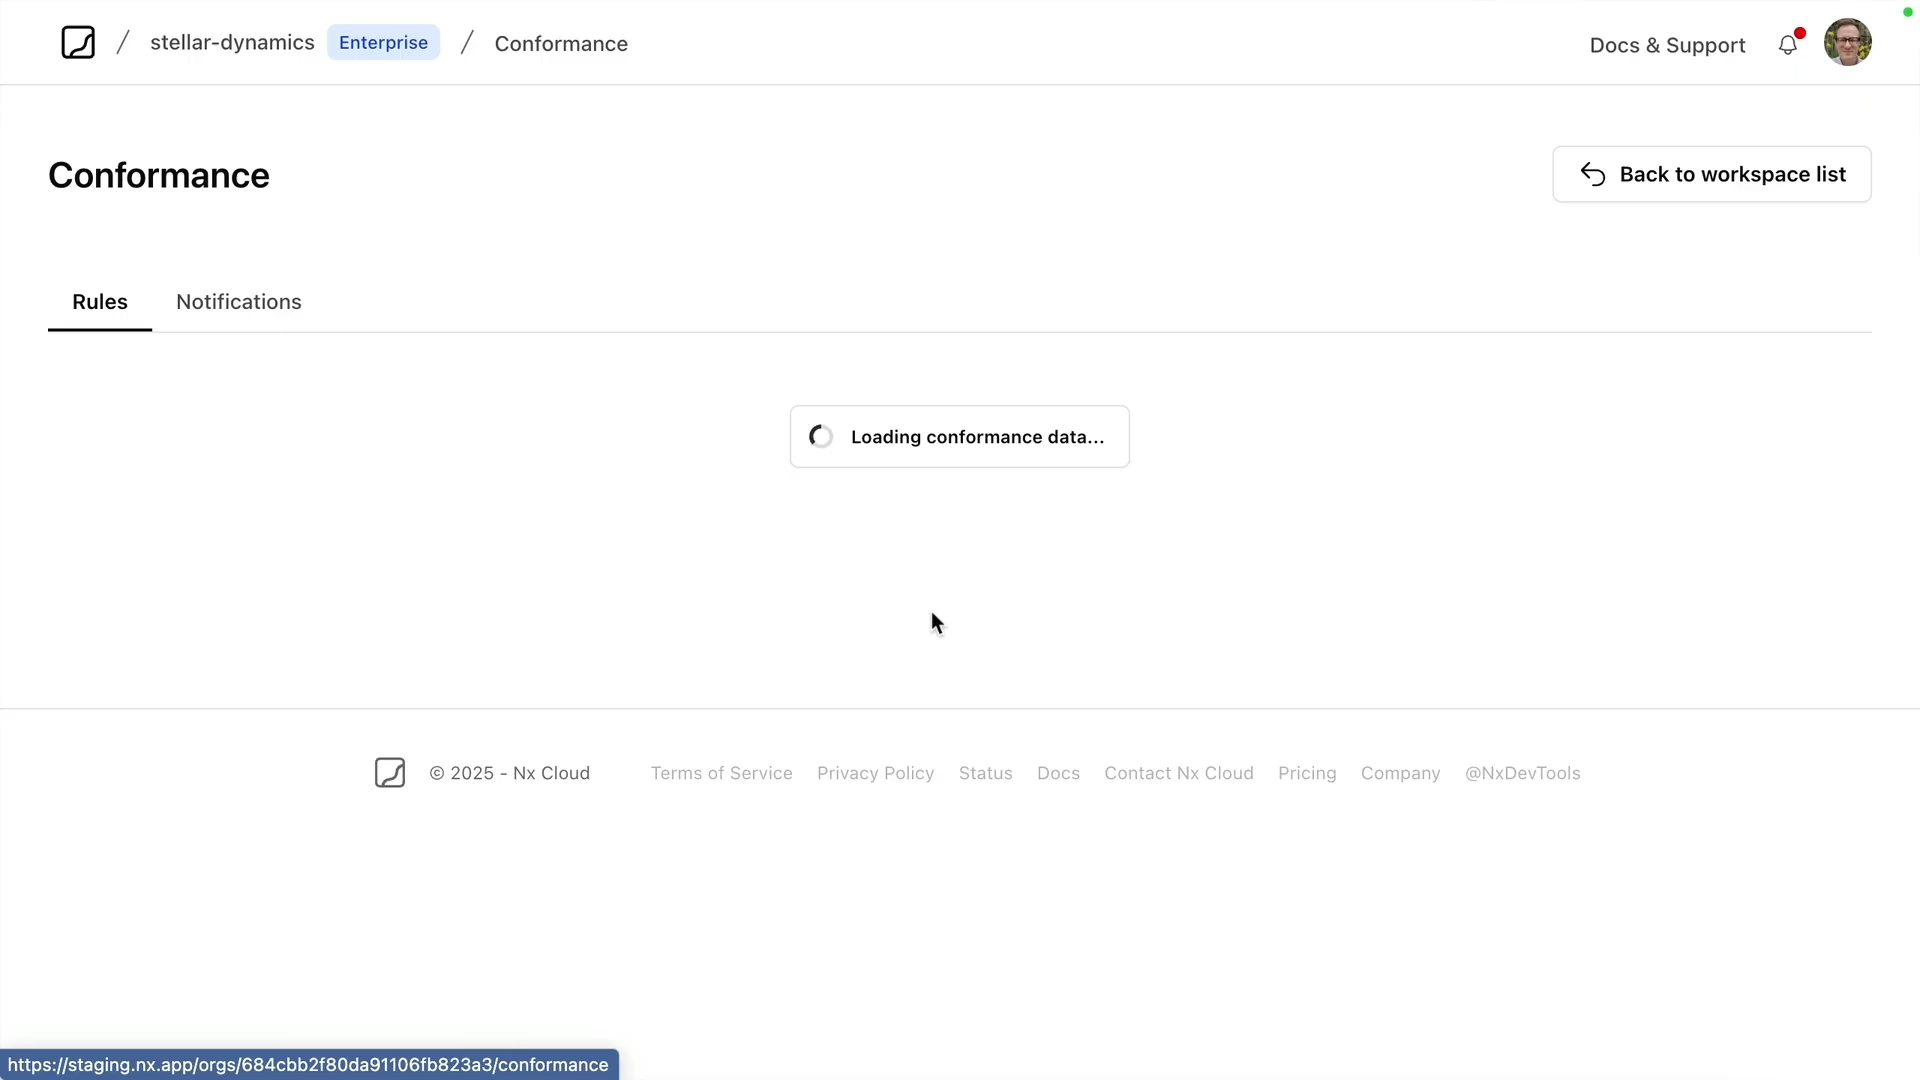 / stellar-dynamics Enterprise / Conformance
Docs & Support
Conformance
Back to workspace list
Rules
Notifications
Loading conformance data...
© 2025 - Nx Cloud
Terms of Service
Privacy Policy
Status
Docs
Contact Nx Cloud
Pricing
Company
@NxDevTools
https://staging.nx.app/orgs/684cbb2f80da91106fb823a3/conformance